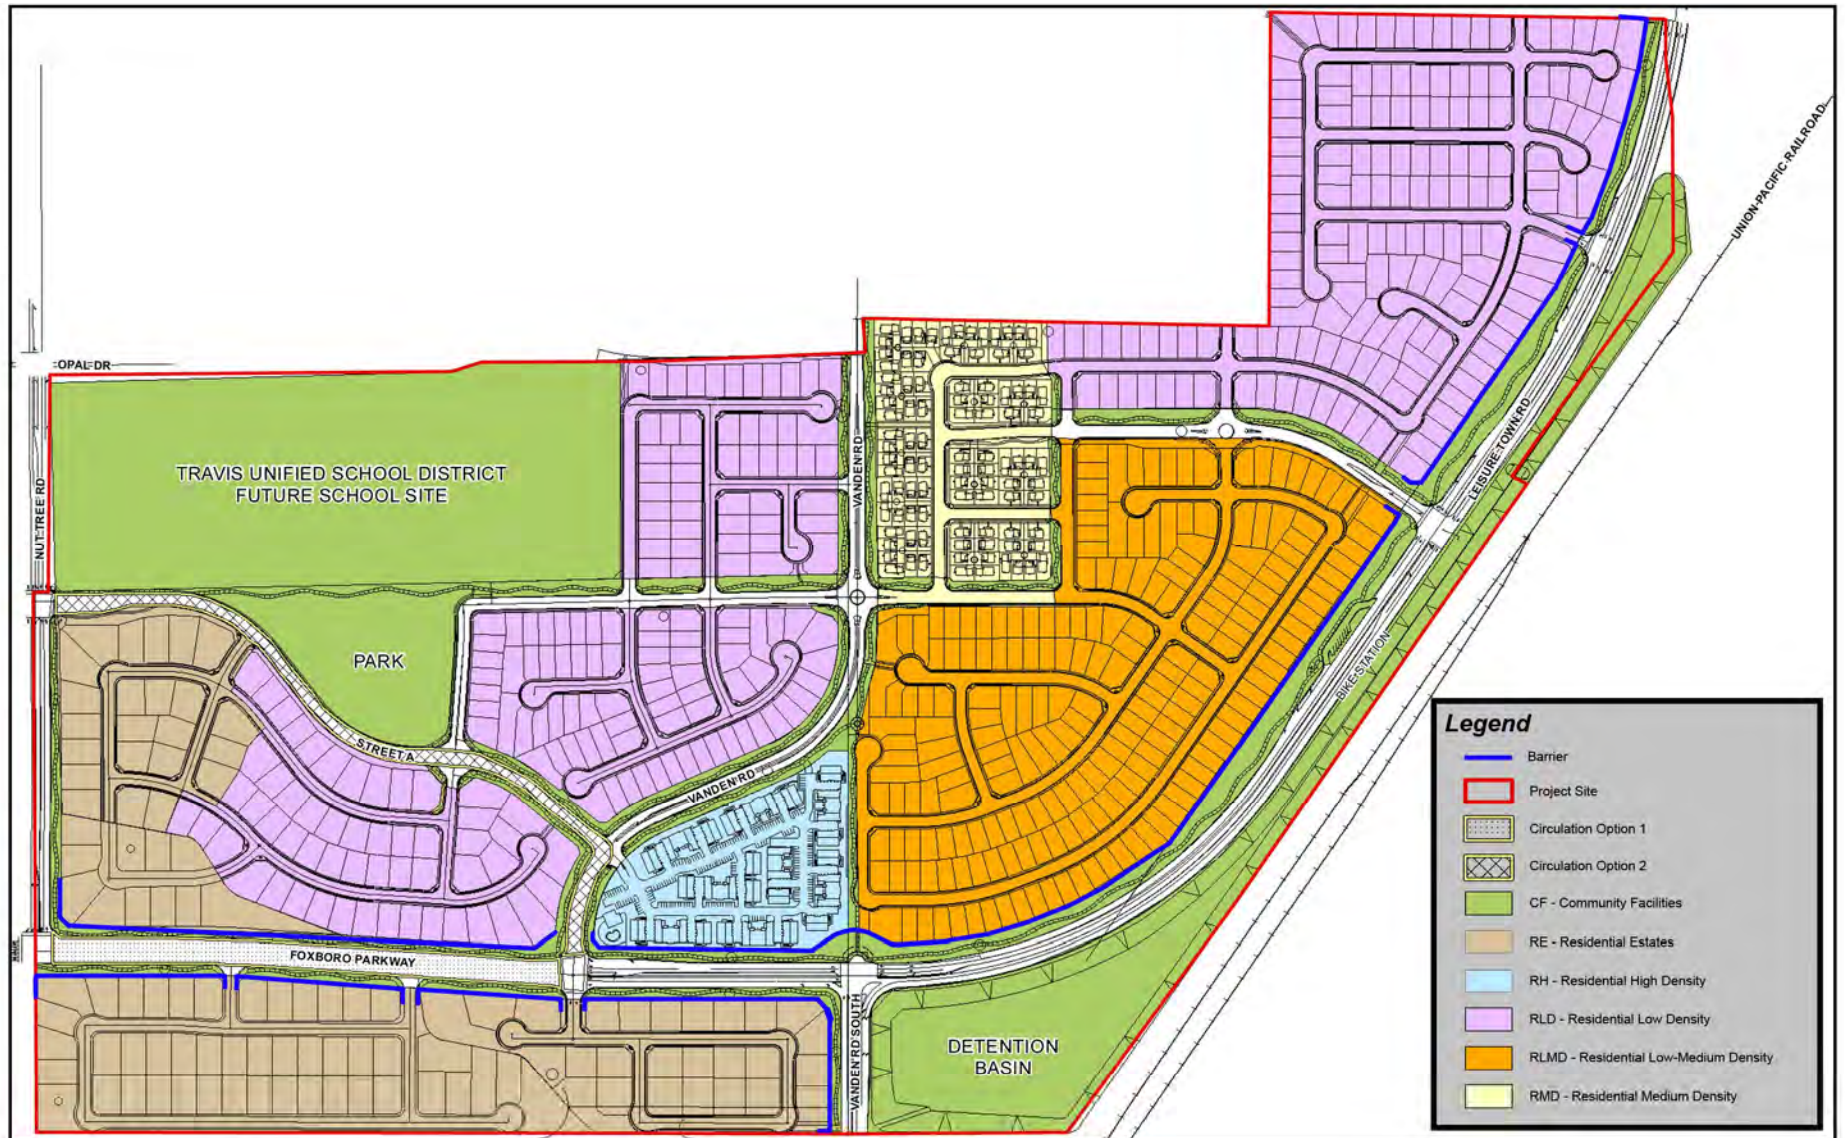 UNION PACIFIC RAILROAD
OPAL DR
NUT TREE RD
TRAVIS UNIFIED SCHOOL DISTRICT
FUTURE SCHOOL SITE
VANDEN RD
LEISURE TOWN RD
PARK
BIKE STATION
STREET A
VANDEN RD
FOXBORO PARKWAY
VANDEN RD SOUTH
DETENTION
BASIN
Legend
Barrier
Project Site
Circulation Option 1
Circulation Option 2
CF - Community Facilities
RE - Residential Estates
RH - Residential High Density
RLD - Residential Low Density
RLMD - Residential Low-Medium Density
RMD - Residential Medium Density